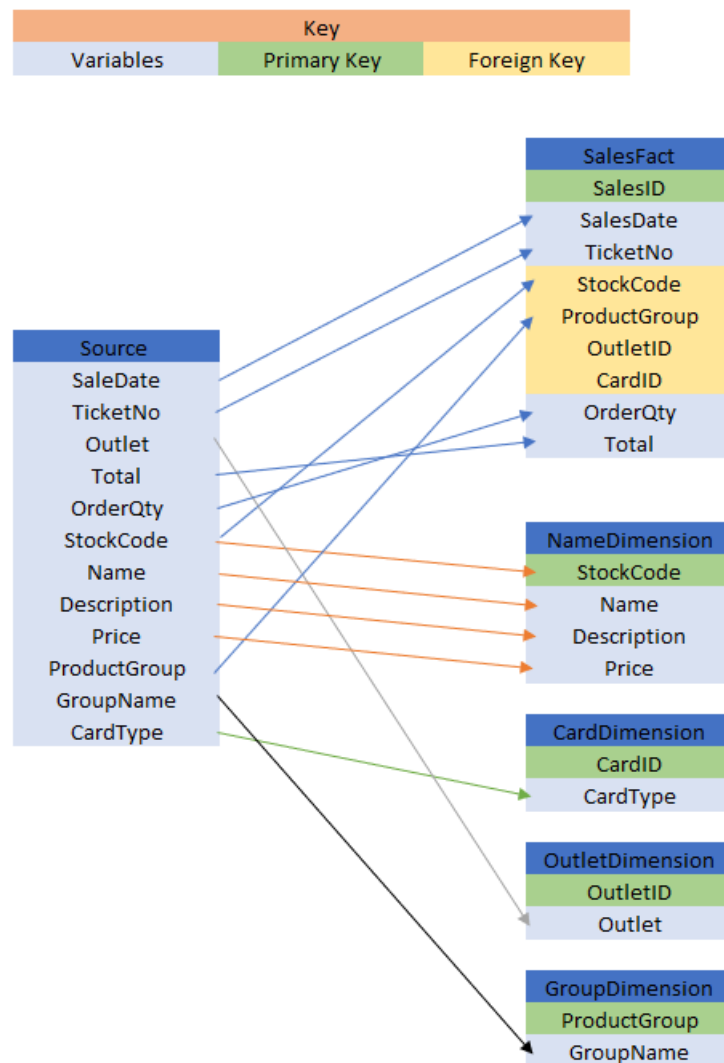 Key
Variables Primary Key Foreign Key
Source
SaleDate
TicketNo
Outlet
Total
OrderQty
StockCode
Name
Description
Price
ProductGroup
GroupName
CardType
SalesFact
SalesID
SalesDate
TicketNo
StockCode
ProductGroup
OutletID
CardID
OrderQty
Total
NameDimension
StockCode
Name
Description
Price
CardDimension
CardID
CardType
OutletDimension
OutletID
Outlet
GroupDimension
ProductGroup
GroupName